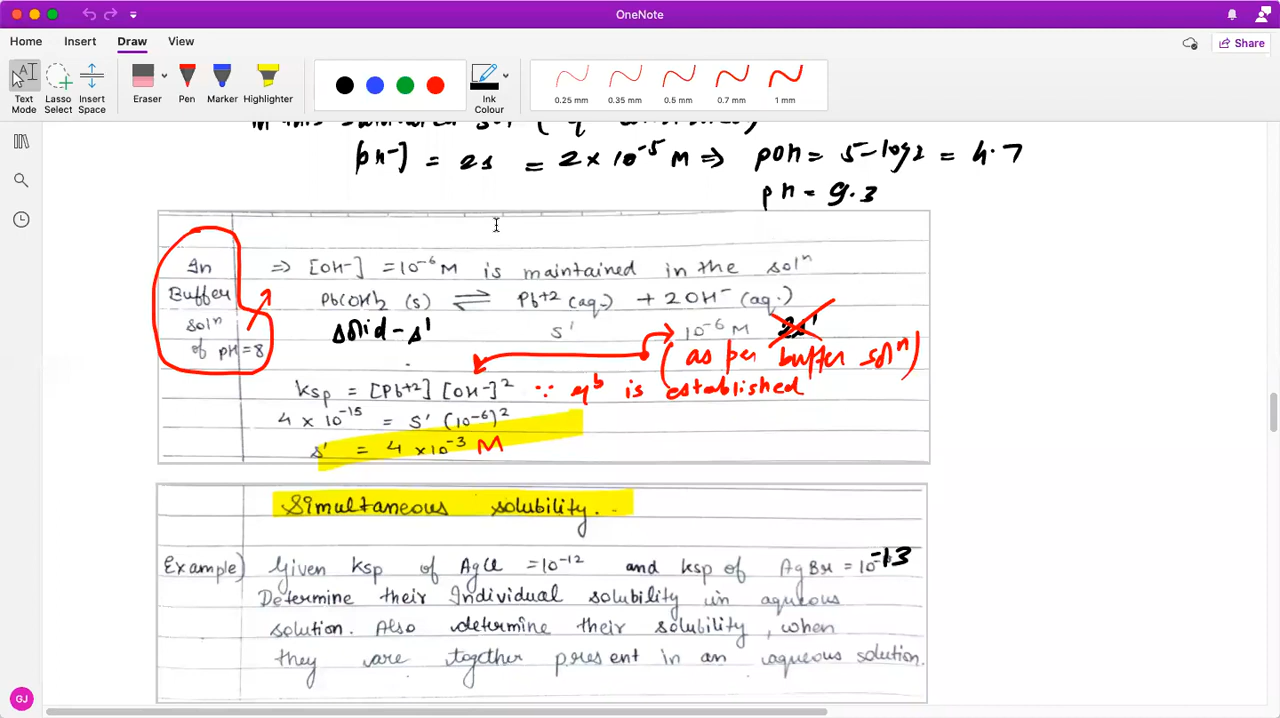 OneNote
Home Insert Draw View
Share
Text Mode
Lasso Select
Insert Space
Eraser
Pen
Marker
Highlighter
Ink Colour
0.25 mm 0.35 mm 0.5 mm 0.7 mm 1 mm
[OH-] = 2s = 2×10⁻⁵ M ⇒ pOH = 5-log2 = 4.7
pH = 9.3
In Buffer solⁿ of pH=8
⇒ [OH-] = 10⁻⁶ M is maintained in the solⁿ
Pb(OH)2 (s) ⇌ Pb+2 (aq.) + 2OH⁻ (aq.)
solid - s' s' 10⁻⁶ M 2s'
(as per buffer solⁿ)
Ksp = [Pb+2] [OH-]² ∵ eqᵇ is established
4 × 10⁻¹⁵ = s' (10⁻⁶)²
s' = 4 ×10⁻³ M
Simultaneous solubility..
Example) Given Ksp of AgCl = 10⁻¹² and Ksp of AgBr = 10⁻¹³
Determine their Individual solubility in aqueous
solution. Also determine their solubility, when
they are together present in an aqueous solution.
GJ